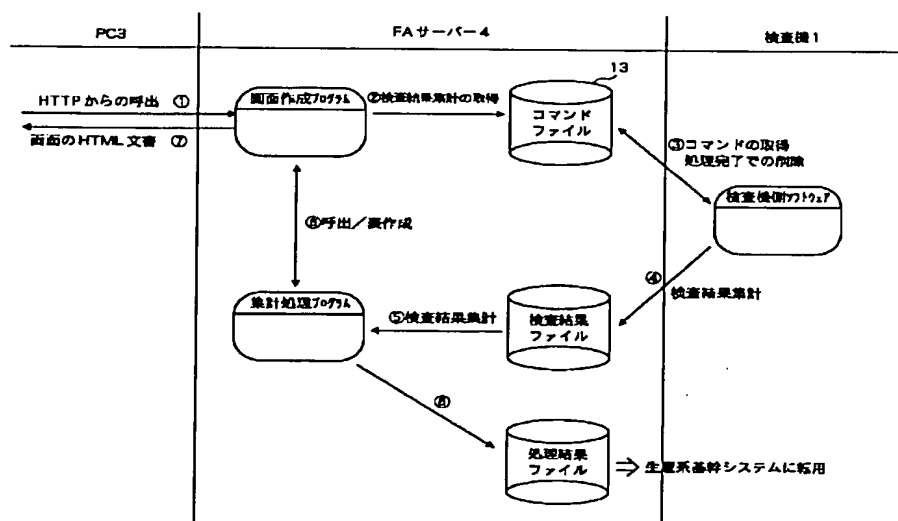 PC3
FAサーバー4
検査機1
13
HTTPからの呼出 ①
画面のHTML文書 ⑦
画面作成プログラム
②検査結果集計の取得
コマンド
ファイル
③コマンドの取得
処理完了での削除
検査機側ソフトウェア
⑥呼出／表作成
④
検査結果集計
集計処理プログラム
⑤検査結果集計
検査結果
ファイル
処理結果
ファイル
⇒ 生産系基幹システムに転用